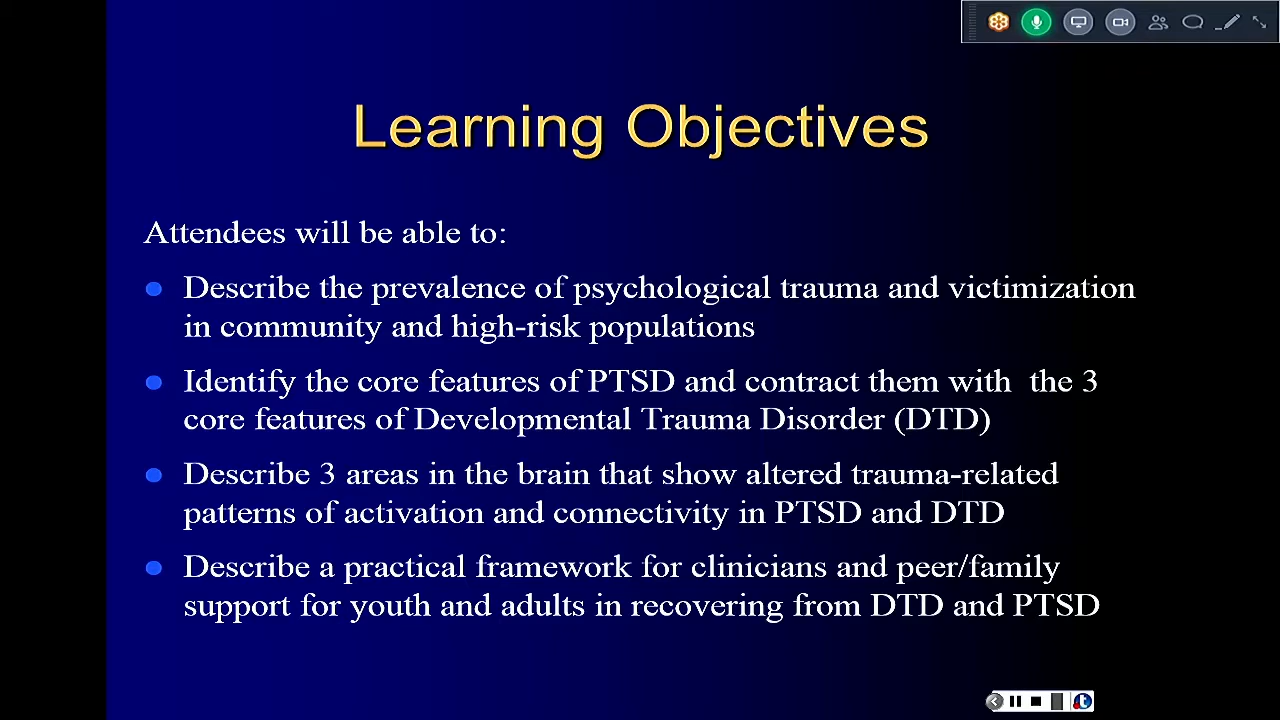 Learning Objectives
Attendees will be able to:
Describe the prevalence of psychological trauma and victimization
in community and high-risk populations
Identify the core features of PTSD and contract them with  the 3
core features of Developmental Trauma Disorder (DTD)
Describe 3 areas in the brain that show altered trauma-related
patterns of activation and connectivity in PTSD and DTD
Describe a practical framework for clinicians and peer/family
support for youth and adults in recovering from DTD and PTSD